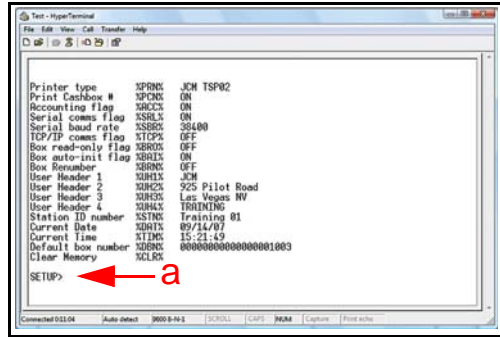 Test - HyperTerminal
File Edit View Call Transfer Help
Printer type %PRN% JCM TSP02
Print Cashbox # %PCN% ON
Accounting flag %ACC% ON
Serial comms flag %SRL% ON
Serial baud rate %SBR% 38400
TCP/IP comms flag %TCP% OFF
Box read-only flag %BRO% OFF
Box auto-init flag %BAI% ON
Box Renumber %BRN% OFF
User Header 1 %UH1% JCM
User Header 2 %UH2% 925 Pilot Road
User Header 3 %UH3% Las Vegas NV
User Header 4 %UH4% TRAINING
Station ID number %STN% Training 01
Current Date %DAT% 09/14/07
Current Time %TIM% 15:21:49
Default box number %DBN% 0000000000000001003
Clear Memory %CLR%
SETUP> a
Connected 0:11:04 Auto detect 9600 8-N-1 SCROLL CAPS NUM Capture Print echo